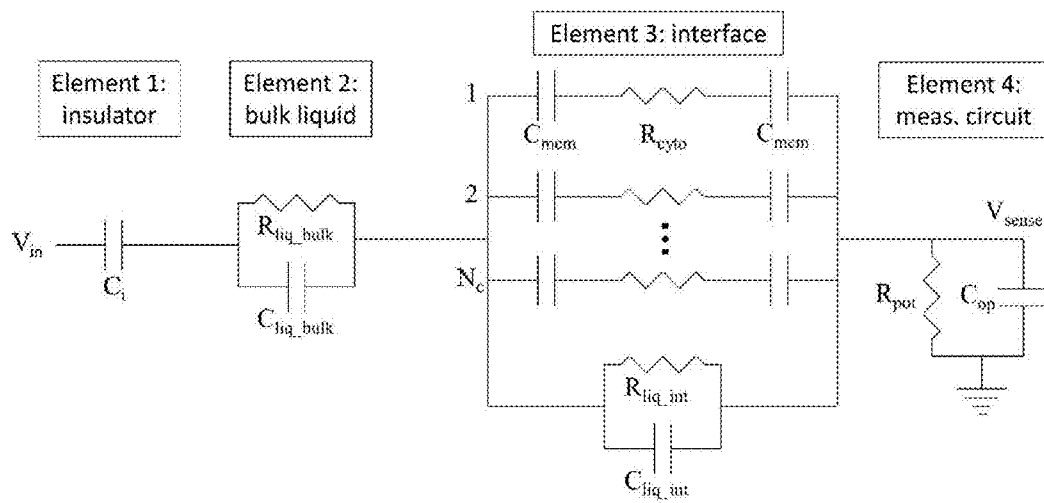 Element 3: interface
Element 1:
insulator
Element 2:
bulk liquid
Element 4:
meas. circuit
1
C_mem
R_cyto
C_mem
2
N_c
V_in
C_i
R_liq_bulk
C_liq_bulk
V_sense
R_pot
C_op
R_liq_int
C_liq_int